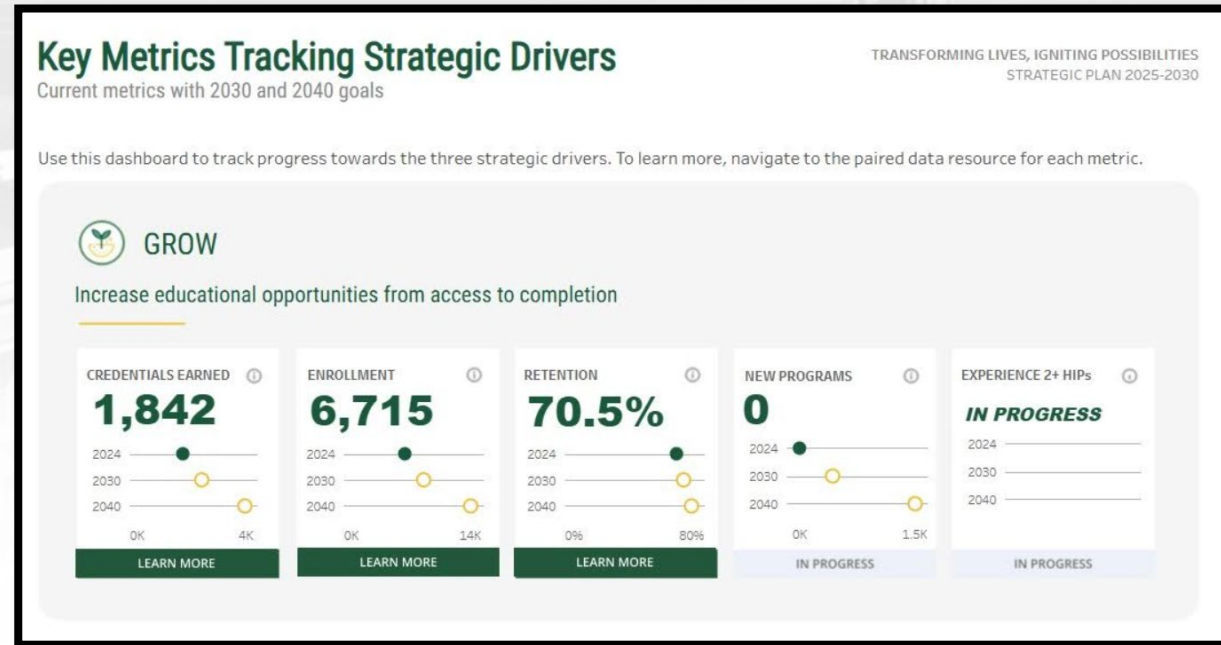 Key Metrics Tracking Strategic Drivers
Current metrics with 2030 and 2040 goals
TRANSFORMING LIVES, IGNITING POSSIBILITIES
STRATEGIC PLAN 2025-2030
Use this dashboard to track progress towards the three strategic drivers. To learn more, navigate to the paired data resource for each metric.
GROW
Increase educational opportunities from access to completion
CREDENTIALS EARNED
1,842
2024
2030
2040
0K 4K
LEARN MORE
ENROLLMENT
6,715
2024
2030
2040
0K 14K
LEARN MORE
RETENTION
70.5%
2024
2030
2040
0% 80%
LEARN MORE
NEW PROGRAMS
0
2024
2030
2040
0K 1.5K
IN PROGRESS
EXPERIENCE 2+ HIPs
IN PROGRESS
2024
2030
2040
IN PROGRESS